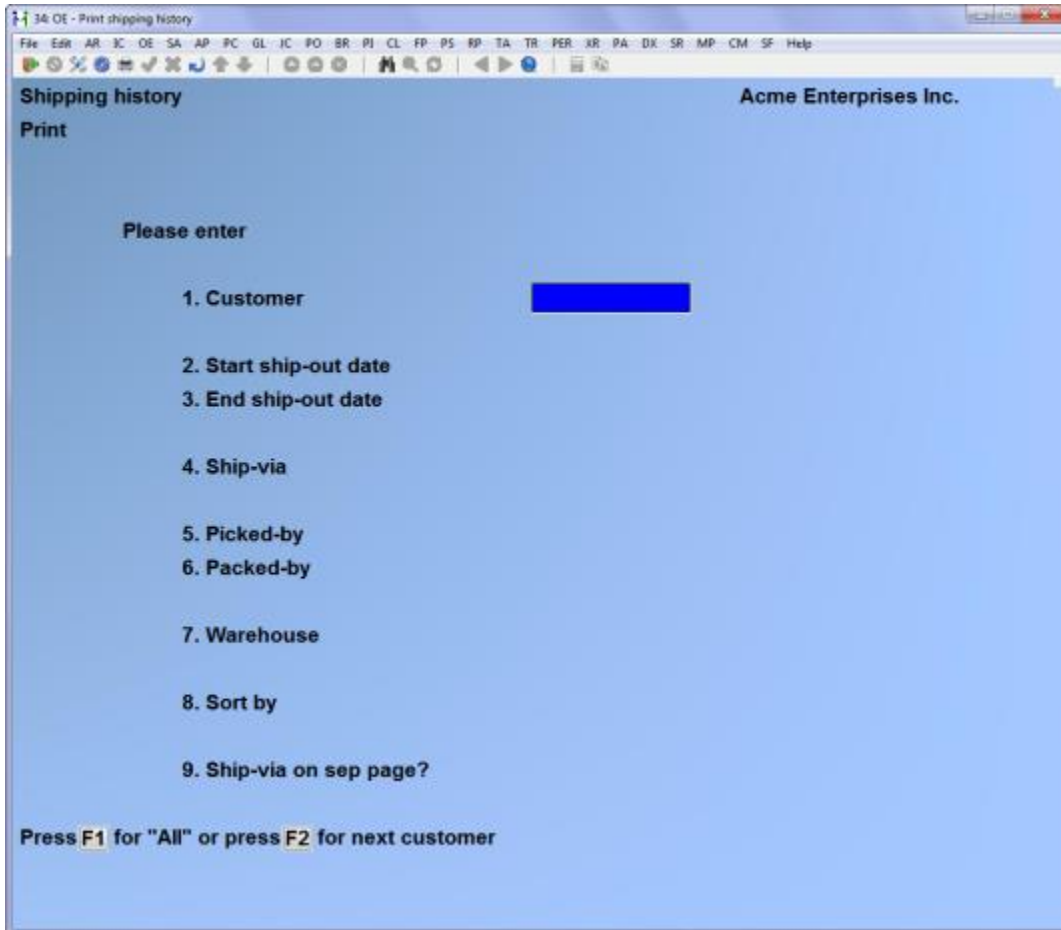 34: OE - Print shipping history
File Edit AR IC OE SA AP PC GL JC PO BR PJ CL FP PS RP TA TR PER XR PA DX SR MP CM SF Help
Shipping history Acme Enterprises Inc.
Print
Please enter
1. Customer
2. Start ship-out date
3. End ship-out date
4. Ship-via
5. Picked-by
6. Packed-by
7. Warehouse
8. Sort by
9. Ship-via on sep page?
Press F1 for "All" or press F2 for next customer